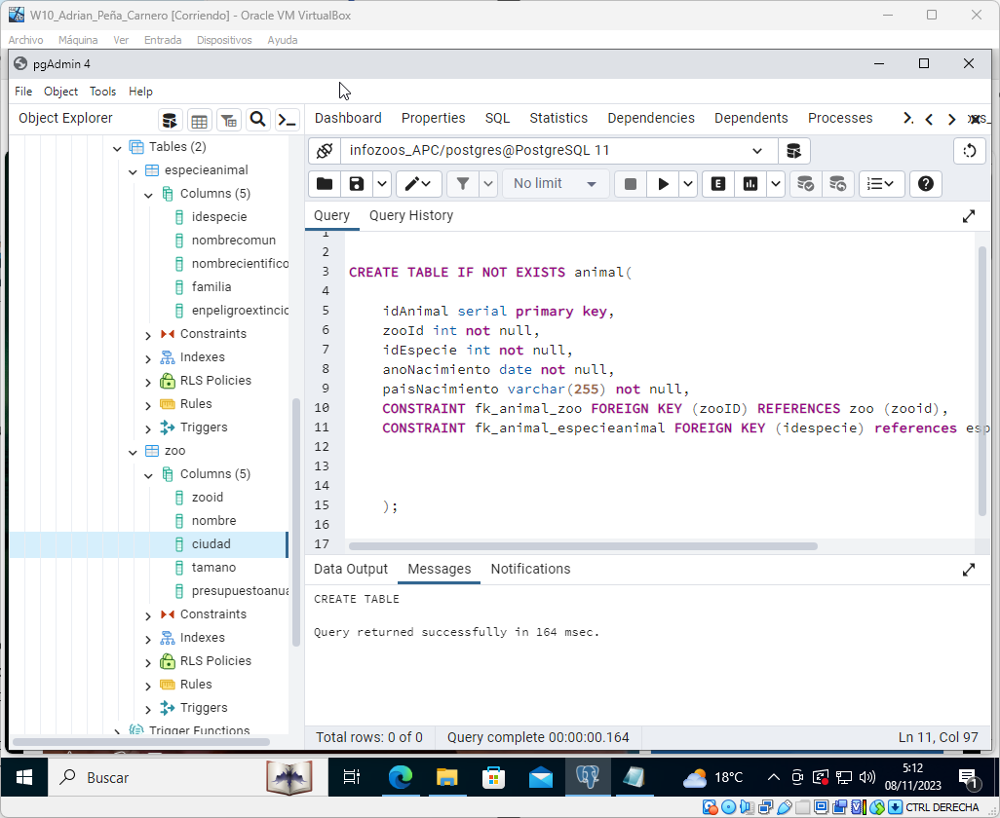 W10_Adrian_Peña_Carnero [Corriendo] - Oracle VM VirtualBox
Archivo Máquina Ver Entrada Dispositivos Ayuda
pgAdmin 4
File Object Tools Help
Object Explorer
Dashboard Properties SQL Statistics Dependencies Dependents Processes
Tables (2)
especieanimal
Columns (5)
idespecie
nombrecomun
nombrecientifico
familia
enpeligroextincio
Constraints
Indexes
RLS Policies
Rules
Triggers
zoo
Columns (5)
zooid
nombre
ciudad
tamano
presupuestoanua
Constraints
Indexes
RLS Policies
Rules
Triggers
Trigger Functions
infozoos_APC/postgres@PostgreSQL 11
No limit
E
Query Query History
1
2
3 CREATE TABLE IF NOT EXISTS animal(
4
5 idAnimal serial primary key,
6 zooId int not null,
7 idEspecie int not null,
8 anoNacimiento date not null,
9 paisNacimiento varchar(255) not null,
10 CONSTRAINT fk_animal_zoo FOREIGN KEY (zooID) REFERENCES zoo (zooid),
11 CONSTRAINT fk_animal_especieanimal FOREIGN KEY (idespecie) references esp
12
13
14
15 );
16
17
Data Output Messages Notifications
CREATE TABLE
Query returned successfully in 164 msec.
Total rows: 0 of 0 Query complete 00:00:00.164 Ln 11, Col 97
Buscar
18°C
5:12
08/11/2023
1
CTRL DERECHA